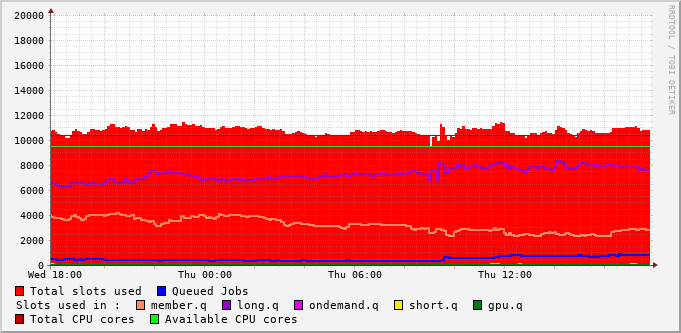 RRDTOOL / TOBI OETIKER
20000
18000
16000
14000
12000
10000
8000
6000
4000
2000
0
Wed 18:00 Thu 00:00 Thu 06:00 Thu 12:00
Total slots used Queued Jobs
Slots used in : member.q long.q ondemand.q short.q gpu.q
Total CPU cores Available CPU cores